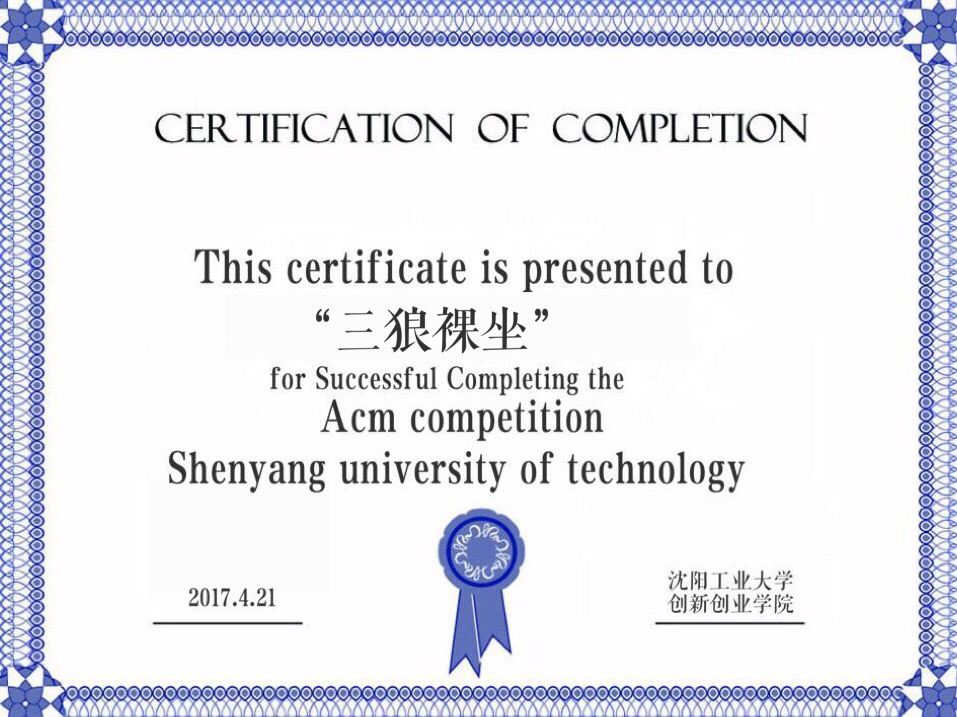 CERTIFICATION OF COMPLETION
This certificate is presented to
“三狼裸坐”
for Successful Completing the
Acm competition
Shenyang university of technology
2017.4.21
沈阳工业大学
创新创业学院